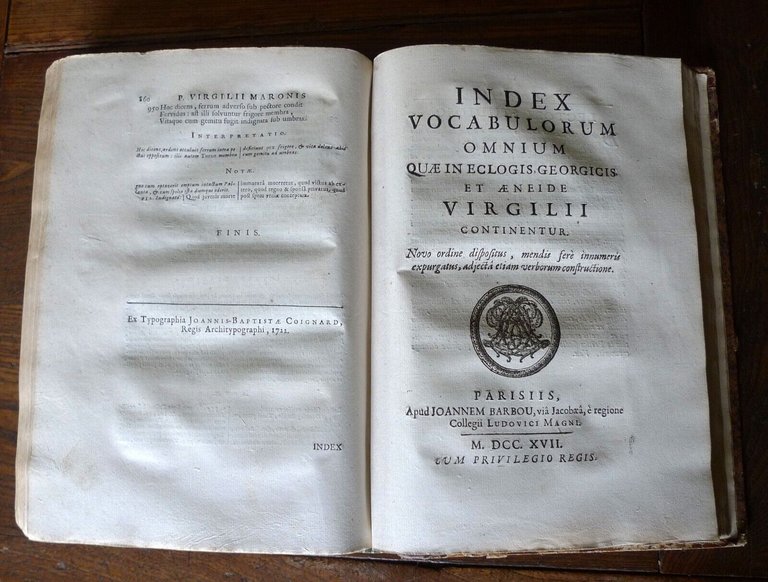 860 P. VIRGILII MARONIS
950 Hoc dicens, ferrum adverso sub pectore condit
Fervidus: ast illi solvuntur frigore membra,
Vitaque cum gemitu fugit indignata sub umbras.
INTERPRETATIO.
NOTÆ.
FINIS.
Ex Typographia JOANNIS-BAPTISTÆ COIGNARD,
Regis Architypographi, 1722.
INDEX
INDEX
VOCABULORUM
OMNIUM
QUÆ IN ECLOGIS. GEORGICIS.
ET ÆNEIDE
VIRGILII
CONTINENTUR.
Novo ordine dispositus, mendis ferè innumeris
expurgatus, adjectâ etiam verborum constructione.
PARISIIS,
Apud JOANNEM BARBOU, viâ Jacobæâ, è regione
Collegii LUDOVICI MAGNI.
M. DCC. XVII.
CUM PRIVILEGIO REGIS.